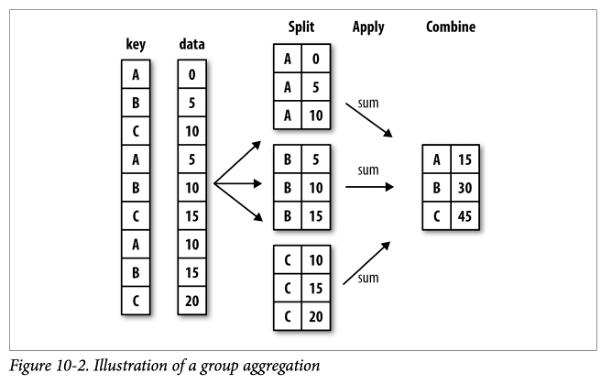 Split Apply Combine
key data
A 0
B 5
C 10
A 5
B 10
C 15
A 10
B 15
C 20
A 0
A 5
A 10
B 5
B 10
B 15
C 10
C 15
C 20
sum
sum
sum
A 15
B 30
C 45
Figure 10-2. Illustration of a group aggregation